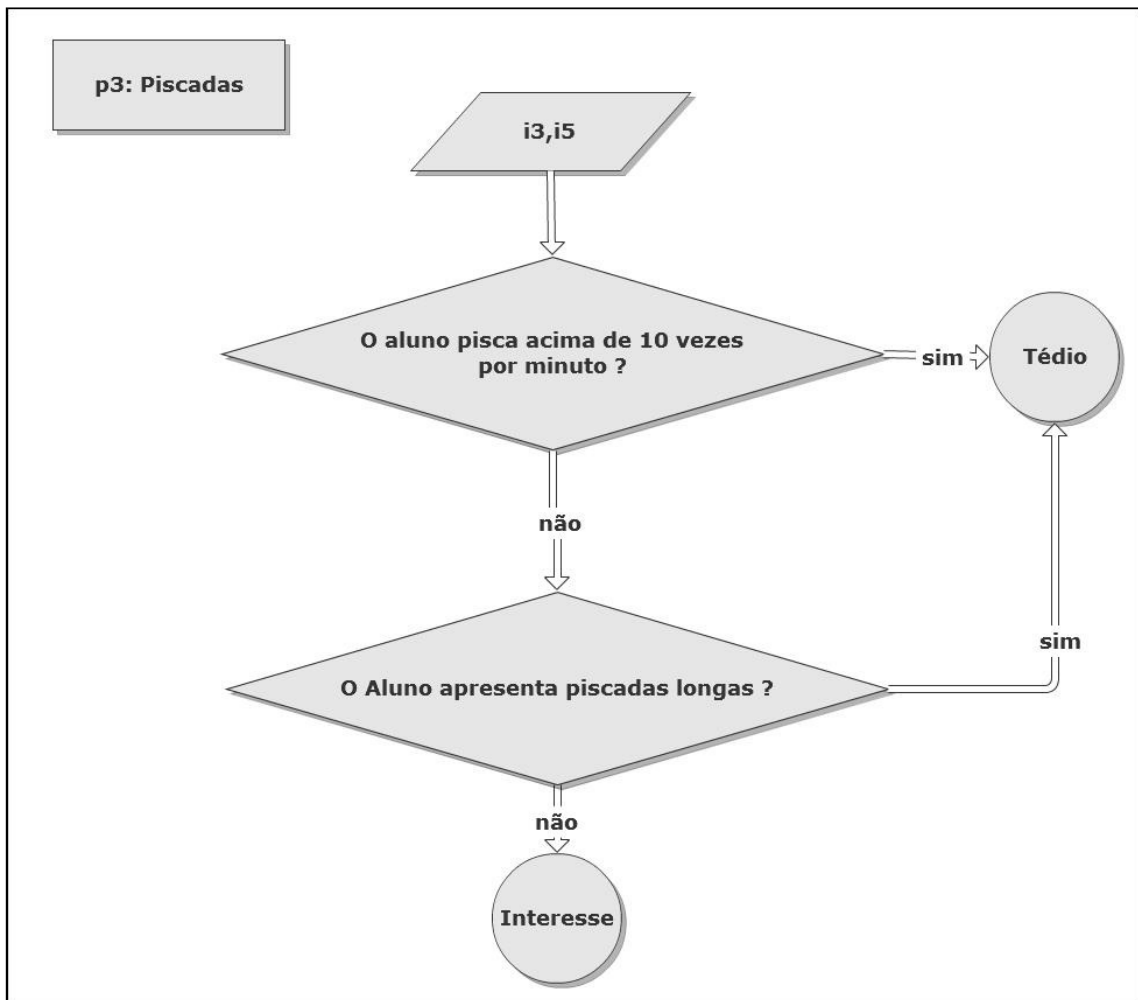 p3: Piscadas
i3,i5
O aluno pisca acima de 10 vezes
por minuto ?
sim
Tédio
não
O Aluno apresenta piscadas longas ?
sim
não
Interesse